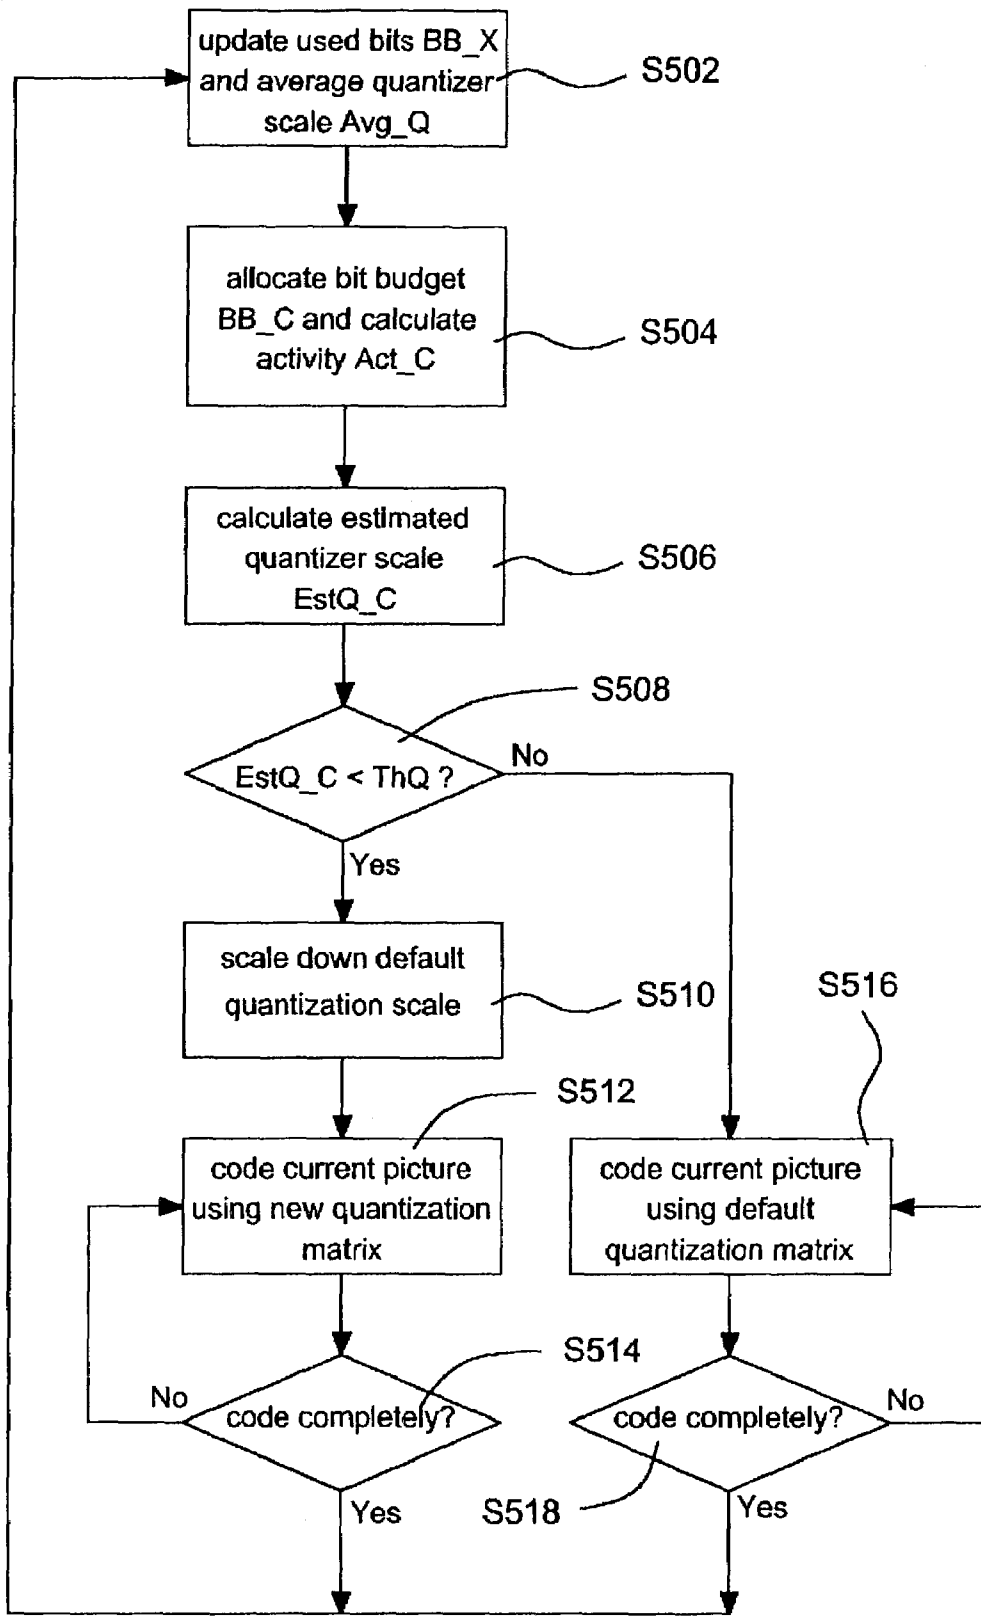 update used bits BB_X
and average quantizer
scale Avg_Q
S502
allocate bit budget
BB_C and calculate
activity Act_C
S504
calculate estimated
quantizer scale
EstQ_C
S506
S508
EstQ_C < ThQ ?
No
Yes
scale down default
quantization scale
S510
S516
S512
code current picture
using new quantization
matrix
code current picture
using default
quantization matrix
S514
No
code completely?
code completely?
No
S518
Yes
Yes